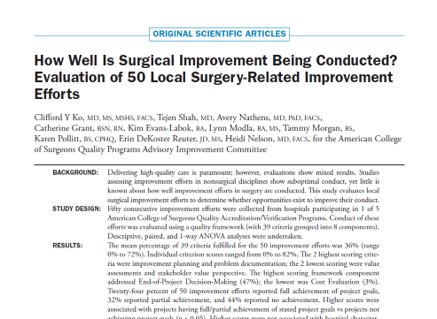 ORIGINAL SCIENTIFIC ARTICLES
How Well Is Surgical Improvement Being Conducted?
Evaluation of 50 Local Surgery-Related Improvement
Efforts
Clifford Y Ko, MD, MS, MSHS, FACS, Tejen Shah, MD, Avery Nathens, MD, PhD, FACS,
Catherine Grant, BSN, RN, Kim Evans-Labok, BA, Lynn Modla, BA, MS, Tammy Morgan, BS,
Karen Pollitt, BS, CPHQ, Erin DeKoster Reuter, JD, MS, Heidi Nelson, MD, FACS, for the American College
of Surgeons Quality Programs Advisory Improvement Committee
BACKGROUND: Delivering high-quality care is paramount; however, evaluations show mixed results. Studies
assessing improvement efforts in nonsurgical disciplines show suboptimal conduct, yet little is
known about how well improvement efforts in surgery are conducted. This study evaluates local
surgical improvement efforts to determine whether opportunities exist to improve their conduct.
STUDY DESIGN: Fifty consecutive improvement efforts were collected from hospitals participating in 1 of 5
American College of Surgeons Quality Accreditation/Verification Programs. Conduct of these
efforts was evaluated using a quality framework (with 39 criteria grouped into 8 components).
Descriptive, paired, and 1-way ANOVA analyses were undertaken.
RESULTS: The mean percentage of 39 criteria fulfilled for the 50 improvement efforts was 36% (range
0% to 72%). Individual criterion scores ranged from 0% to 82%. The 2 highest scoring crite-
ria were improvement planning and problem documentation; the 2 lowest scoring were value
assessments and stakeholder value perspective. The highest scoring framework component
addressed End-of-Project Decision-Making (47%); the lowest was Cost Evaluation (3%).
Twenty-four percent of 50 improvement efforts reported full achievement of project goals,
32% reported partial achievement, and 44% reported no achievement. Higher scores were
associated with projects having full/partial achievement of stated project goals vs projects not